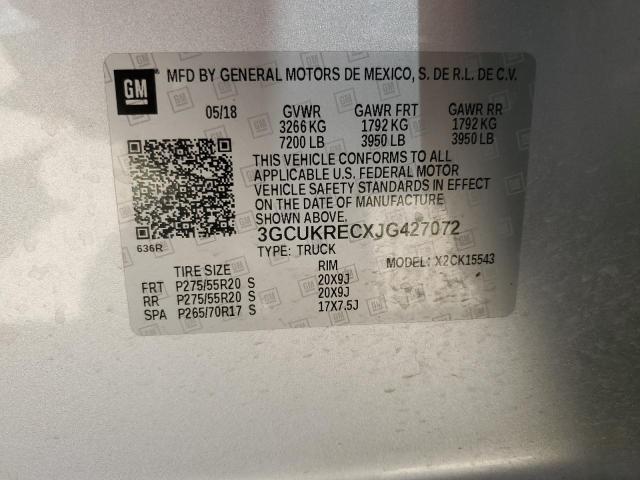 GM ® MFD BY GENERAL MOTORS DE MEXICO, S. DE R.L. DE C.V.
05/18 GVWR GAWR FRT GAWR RR
3266 KG 1792 KG 1792 KG
7200 LB 3950 LB 3950 LB
THIS VEHICLE CONFORMS TO ALL
APPLICABLE U.S. FEDERAL MOTOR
VEHICLE SAFETY STANDARDS IN EFFECT
ON THE DATE OF MANUFACTURE
SHOWN ABOVE.
636R 3GCUKRECXJG427072
TYPE: TRUCK MODEL: X2CK15543
TIRE SIZE RIM
FRT P275/55R20 S 20X9J
RR P275/55R20 S 20X9J
SPA P265/70R17 S 17X7.5J